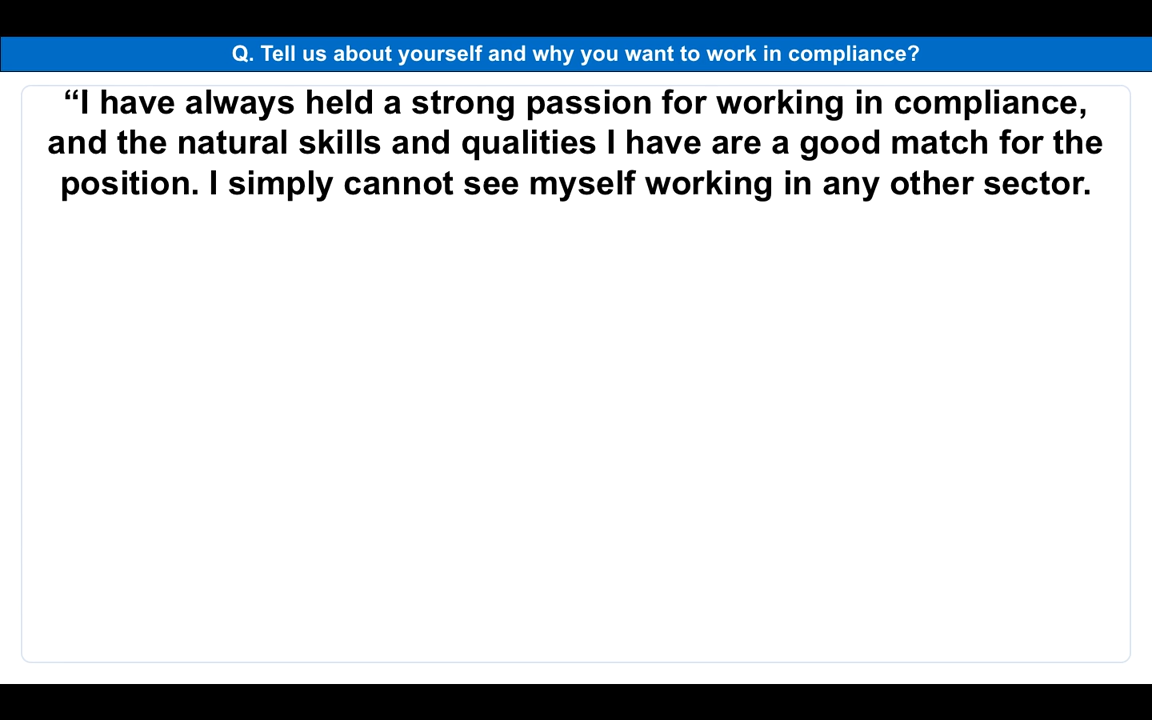 Q. Tell us about yourself and why you want to work in compliance?
“I have always held a strong passion for working in compliance,
and the natural skills and qualities I have are a good match for the
position. I simply cannot see myself working in any other sector.